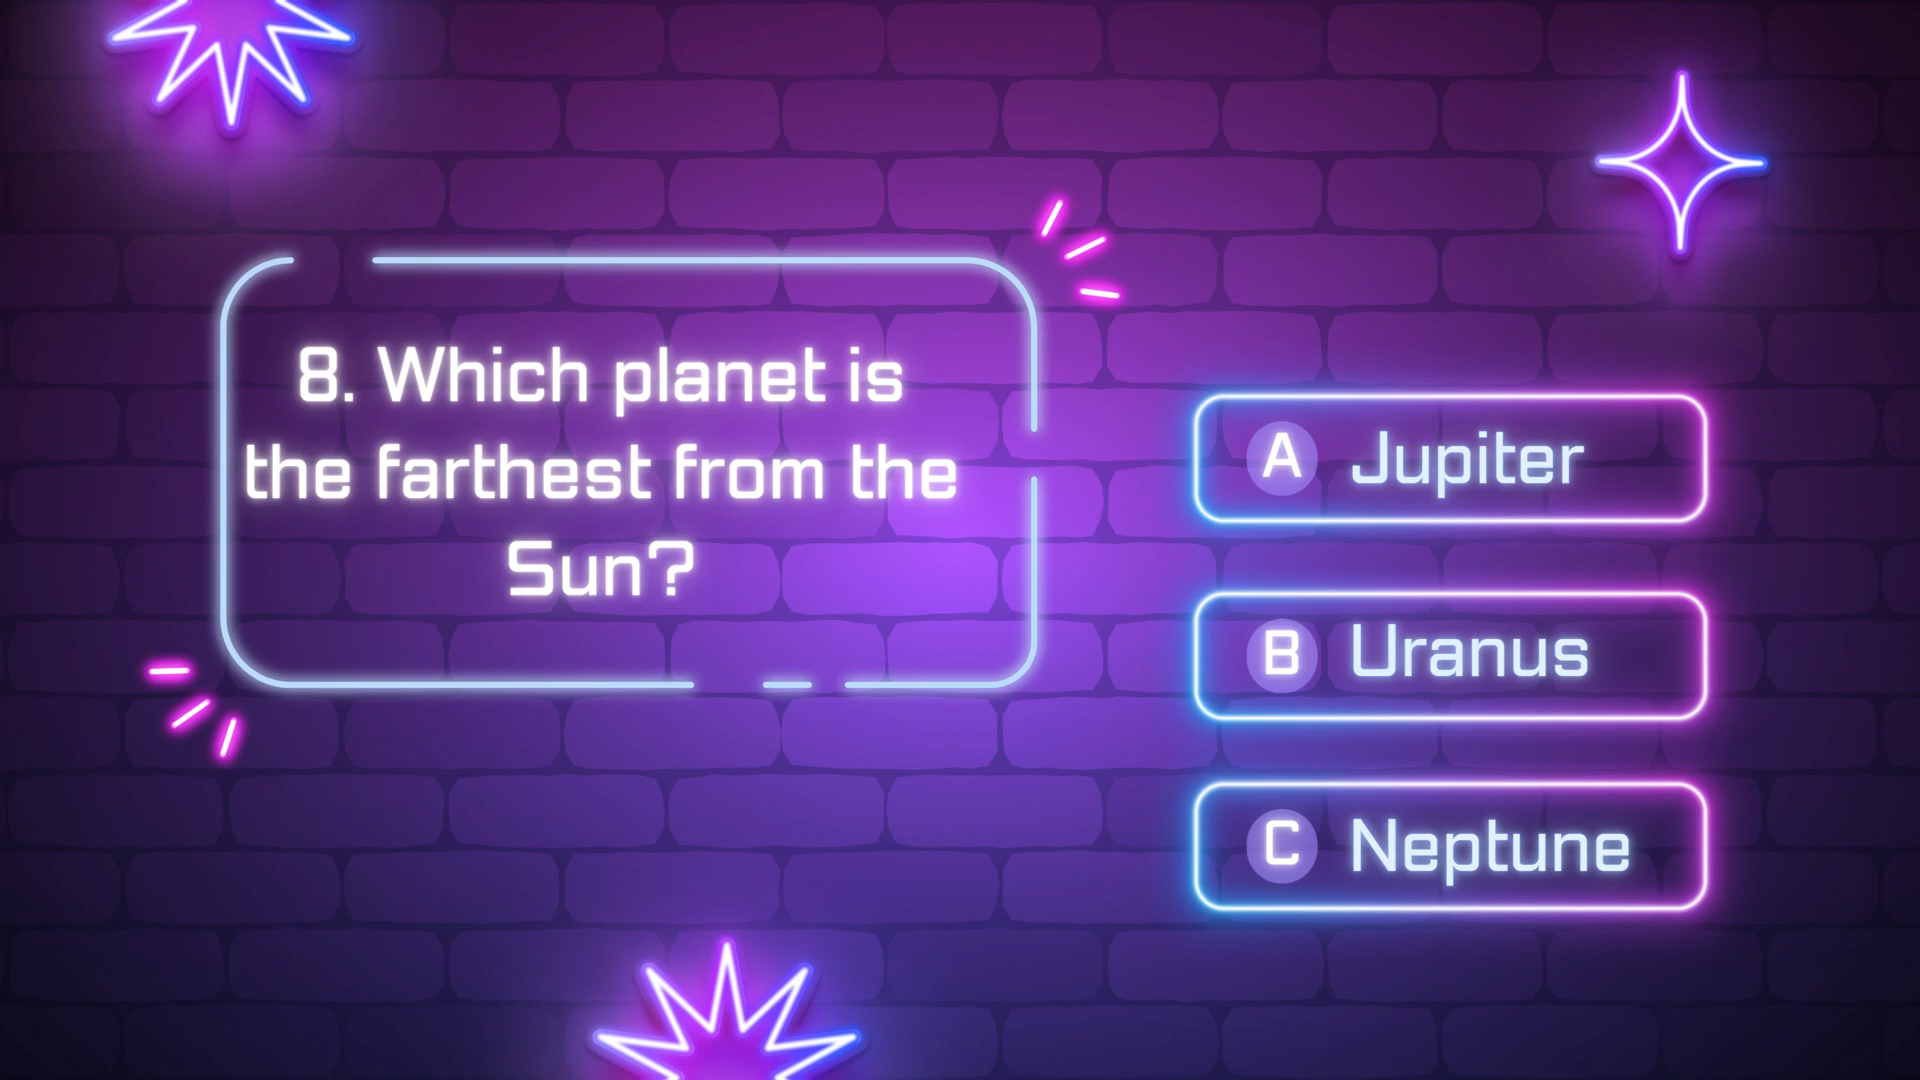 8. Which planet is
the farthest from the
Sun?
A Jupiter
B Uranus
C Neptune